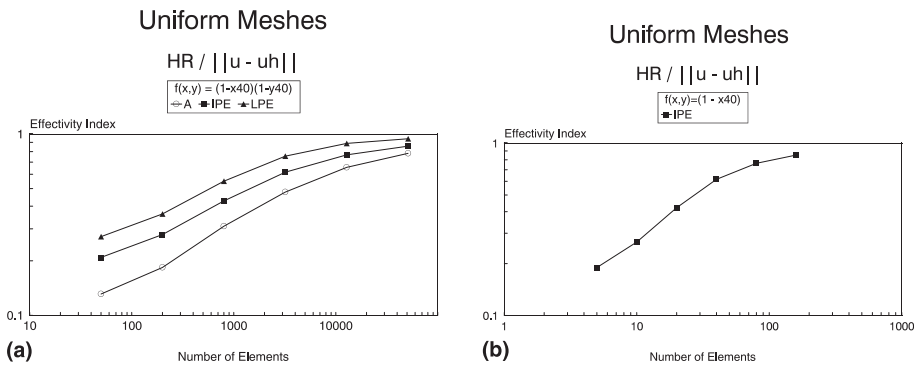 Uniform Meshes
HR / ||u - uh||
f(x,y) = (1-x40)(1-y40)
A IPE LPE
Effectivity Index
1
0.1
10 100 1000 10000
(a)
Number of Elements
Uniform Meshes
HR / ||u - uh||
f(x,y)=(1 - x40)
IPE
Effectivity Index
1
0.1
1 10 100 1000
(b)
Number of Elements